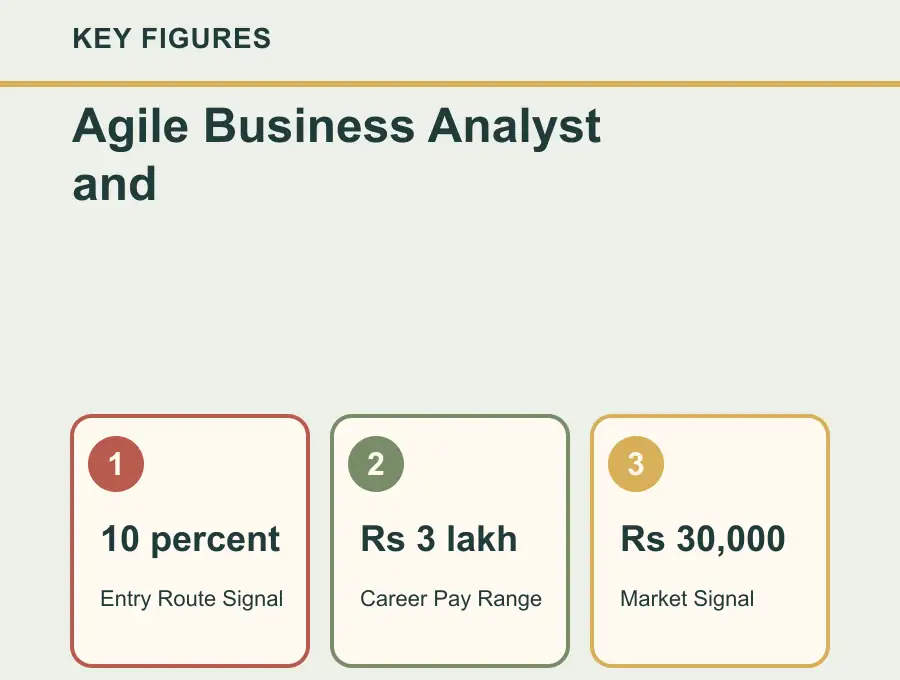 KEY FIGURES
Agile Business Analyst
and
1
10 percent
Entry Route Signal
2
Rs 3 lakh
Career Pay Range
3
Rs 30,000
Market Signal